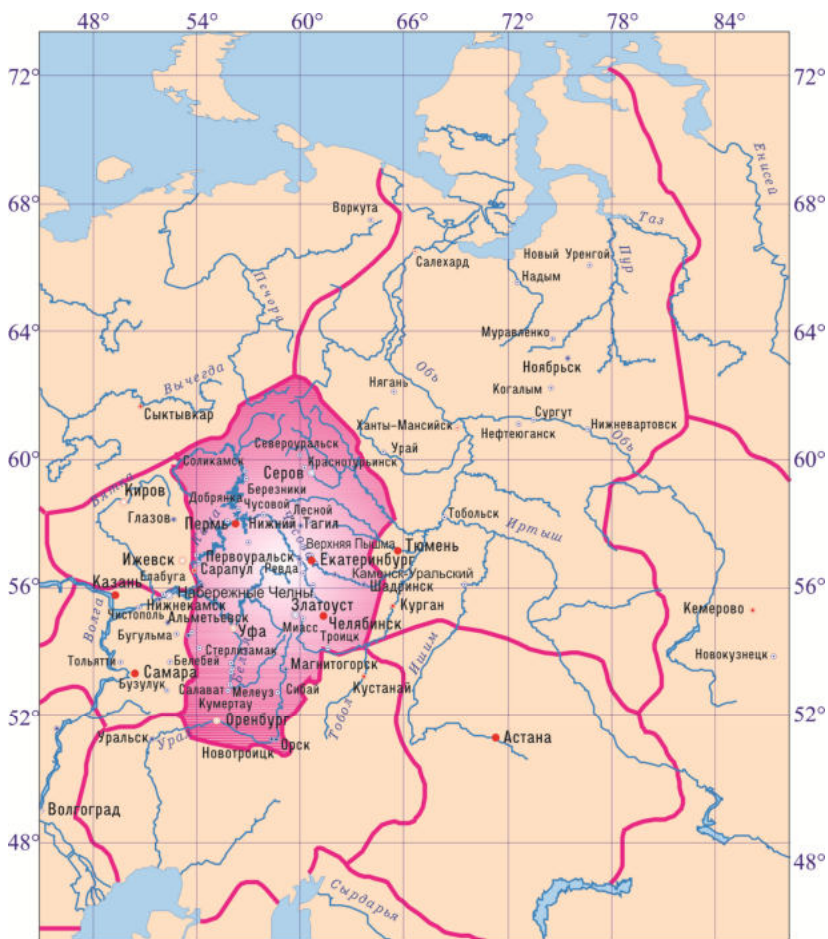 48° 54° 60° 66° 72° 78° 84°
72° 72°
Енисей
68° 68°
Воркута
Таз
Салехард
Новый Уренгой
Пур
Надым
Печора
64° 64°
Муравленко
Ноябрьск
Обь
Нягань
Когалым
Вычегда
Сыктывкар
Сургут
Ханты-Мансийск
Нефтеюганск
Нижневартовск
Североуральск
Урай
Обь
60° 60°
Соликамск
Краснотурьинск
Серов
Вятка
Киров
Березники
Добрянка
Чусовой
Лесной
Тобольск
Глазов
Кама
Пермь
Нижний Тагил
Чусовая
Иртыш
Верхняя Пышма
Тюмень
Ижевск
Первоуральск
Екатеринбург
Сарапул
Ревда
Каменск-Уральский
56° 56°
Елабуга
Шадринск
Казань
Набережные Челны
Нижнекамск
Златоуст
Курган
Кемерово
Чистополь
Альметьевск
Волга
Бугульма
Уфа
Миасс
Челябинск
Троицк
Ишим
Стерлизамак
Тольятти
Белебей
Белая
Магнитогорск
Новокузнецк
Самара
Бузулук
Салават
Мелеуз
Сибай
Кустанай
Кумертау
52° 52°
Оренбург
Тобол
Уральск
Урал
Орск
Астана
Новотроицк
Волгоград
48° 48°
Сырдарья